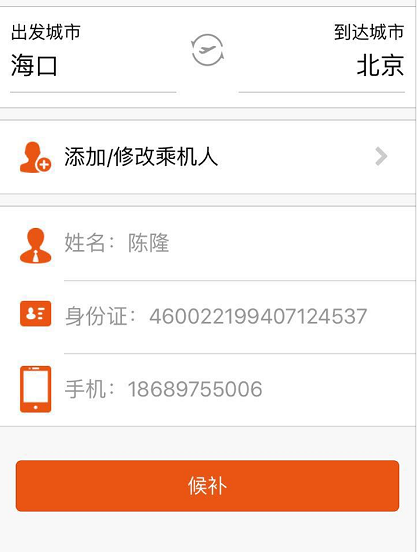 出发城市 到达城市
海口 北京
添加/修改乘机人
姓名：陈隆
身份证：460022199407124537
手机：18689755006
候补